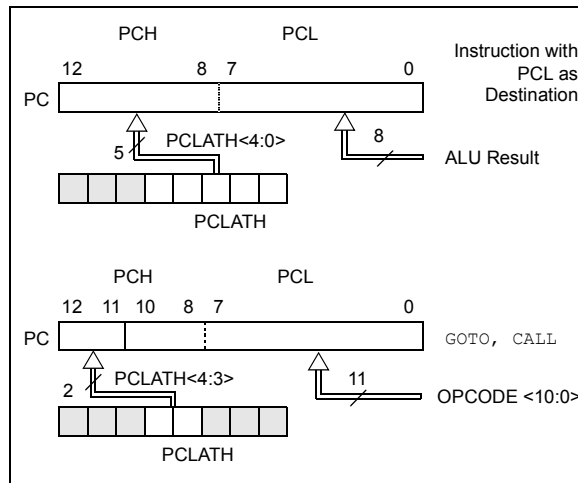 PCH PCL
12 8 7 0
Instruction with
PCL as
Destination
PC
5 PCLATH<4:0> 8
ALU Result
PCLATH
PCH PCL
12 11 10 8 7 0
PC
GOTO, CALL
2 PCLATH<4:3> 11
OPCODE <10:0>
PCLATH